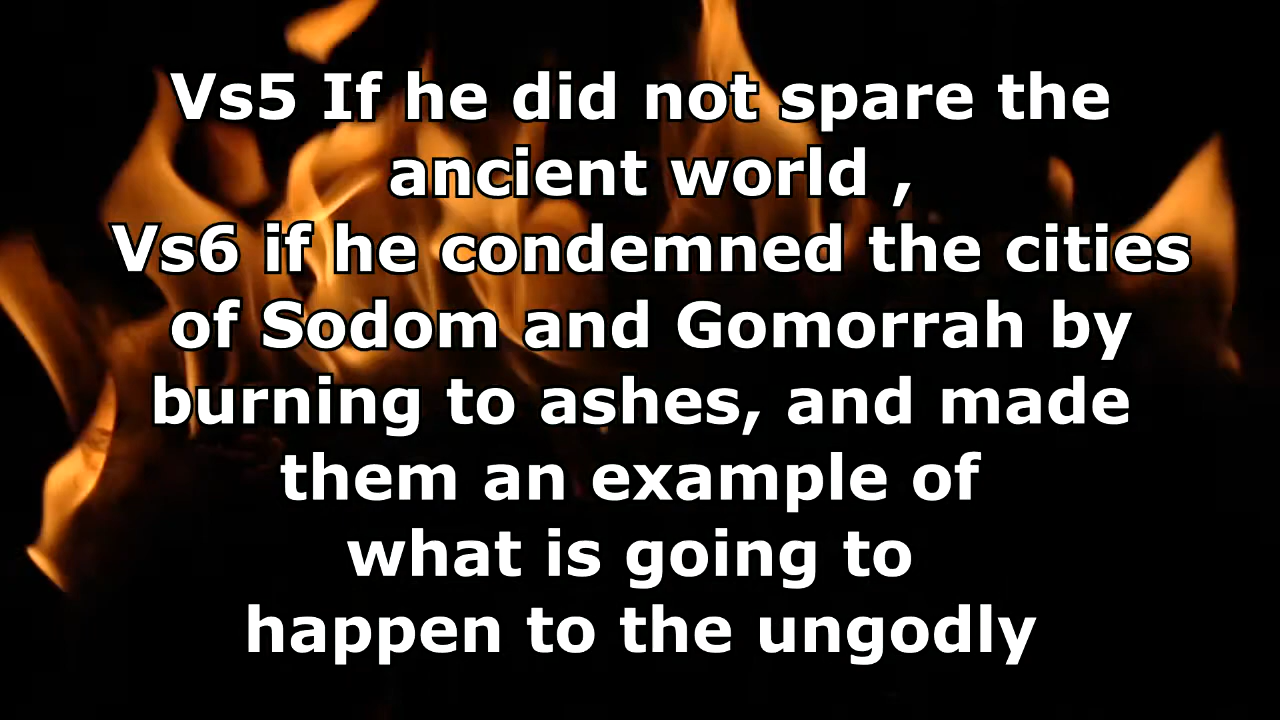 Vs5 If he did not spare the
ancient world ,
Vs6 if he condemned the cities
of Sodom and Gomorrah by
burning to ashes, and made
them an example of
what is going to
happen to the ungodly